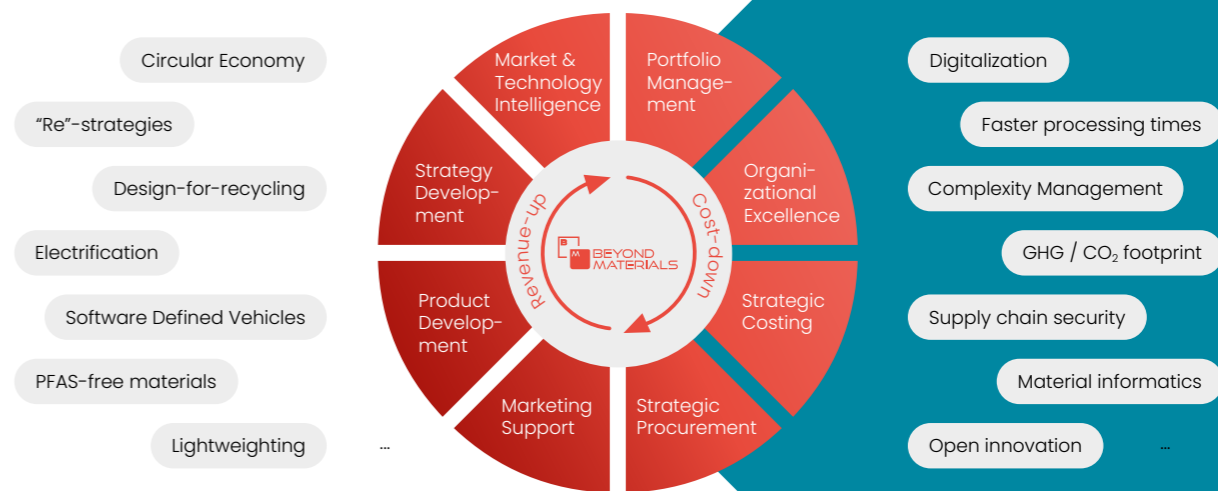 Circular Economy
“Re”-strategies
Design-for-recycling
Electrification
Software Defined Vehicles
PFAS-free materials
Lightweighting
...
Market &
Technology
Intelligence
Portfolio
Manage-
ment
Strategy
Develop-
ment
Organi-
zational
Excellence
Revenue-up
Cost-down
B
M
BEYOND
MATERIALS
Product
Develop-
ment
Strategic
Costing
Marketing
Support
Strategic
Procurement
Digitalization
Faster processing times
Complexity Management
GHG / CO₂ footprint
Supply chain security
Material informatics
Open innovation
...